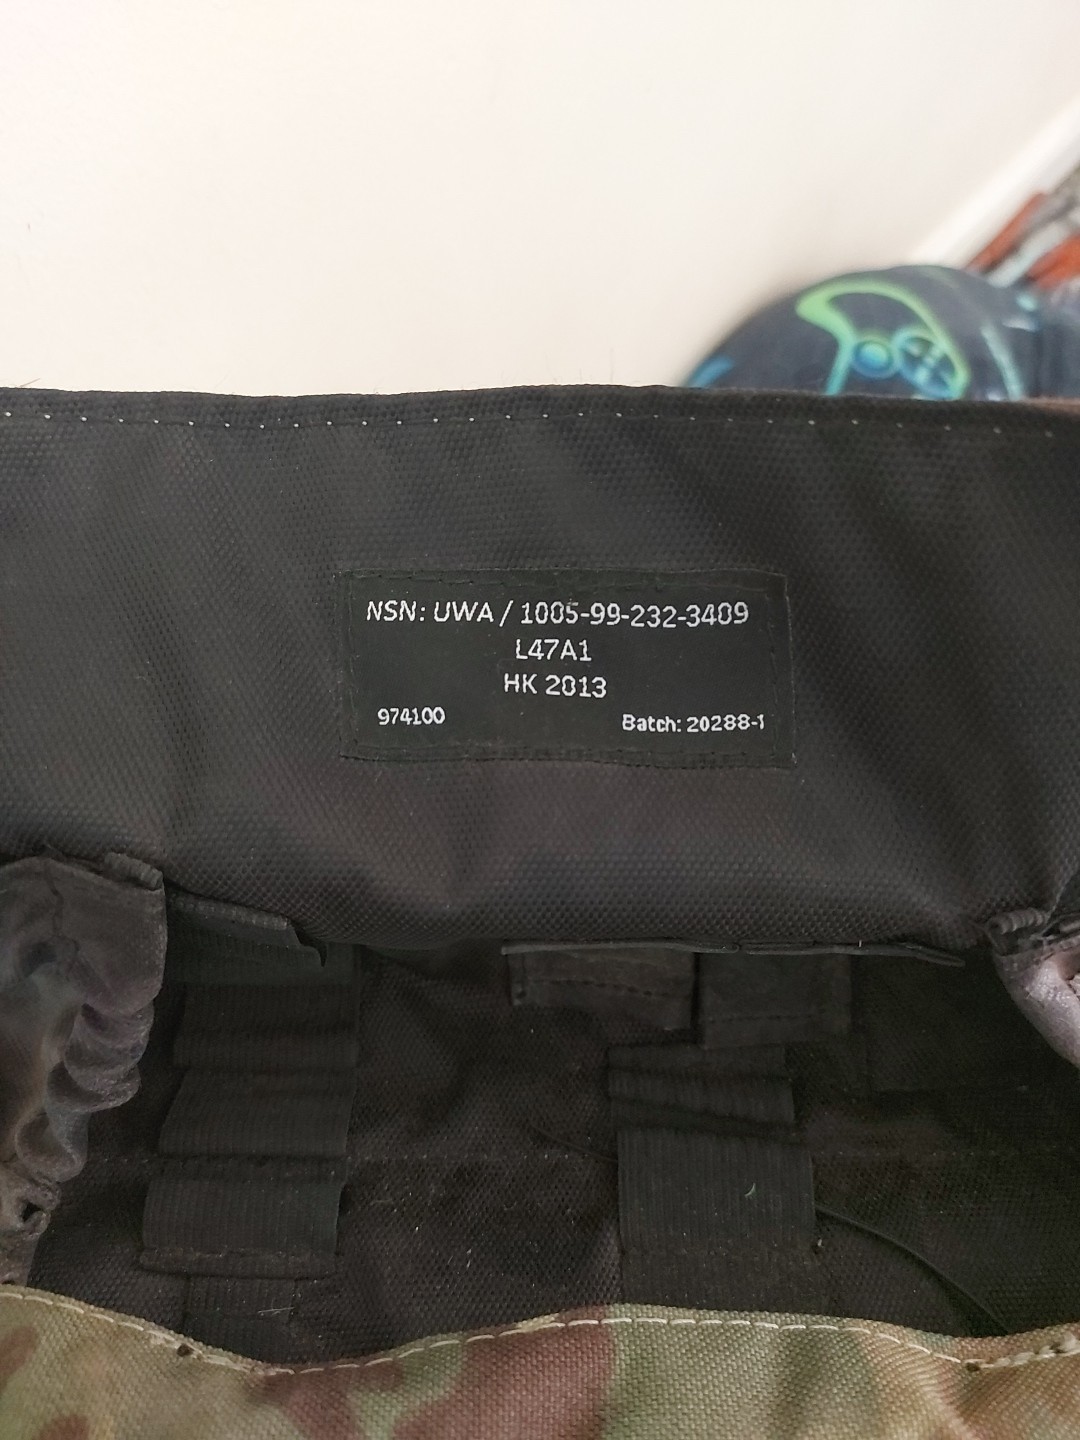 NSN: UWA / 1005-99-232-3409
L47A1
HK 2013
974100
Batch: 20288-1